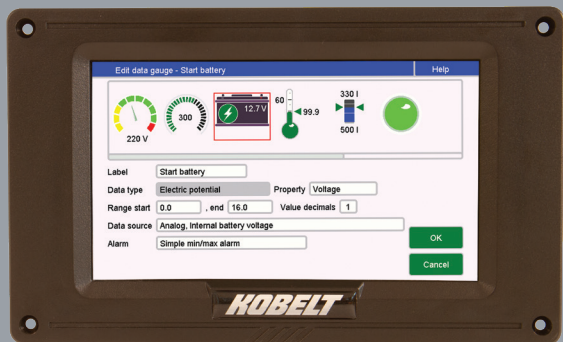 Edit data gauge - Start battery Help
220 V 300 12.7 V 60 99.9 330 l 500 l
Label Start battery
Data type Electric potential Property Voltage
Range start 0.0 , end 16.0 Value decimals 1
Data source Analog, Internal battery voltage
Alarm Simple min/max alarm
OK
Cancel
KOBELT